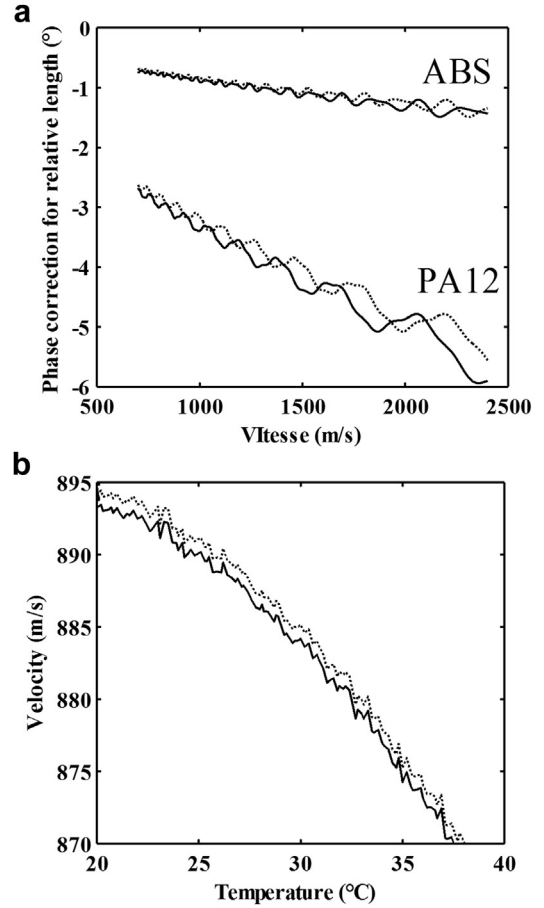 a
Phase correction for relative length (°)
0
-1
-2
-3
-4
-5
-6
ABS
PA12
500 1000 1500 2000 2500
VItesse (m/s)
b
Velocity (m/s)
895
890
885
880
875
870
20 25 30 35 40
Temperature (°C)